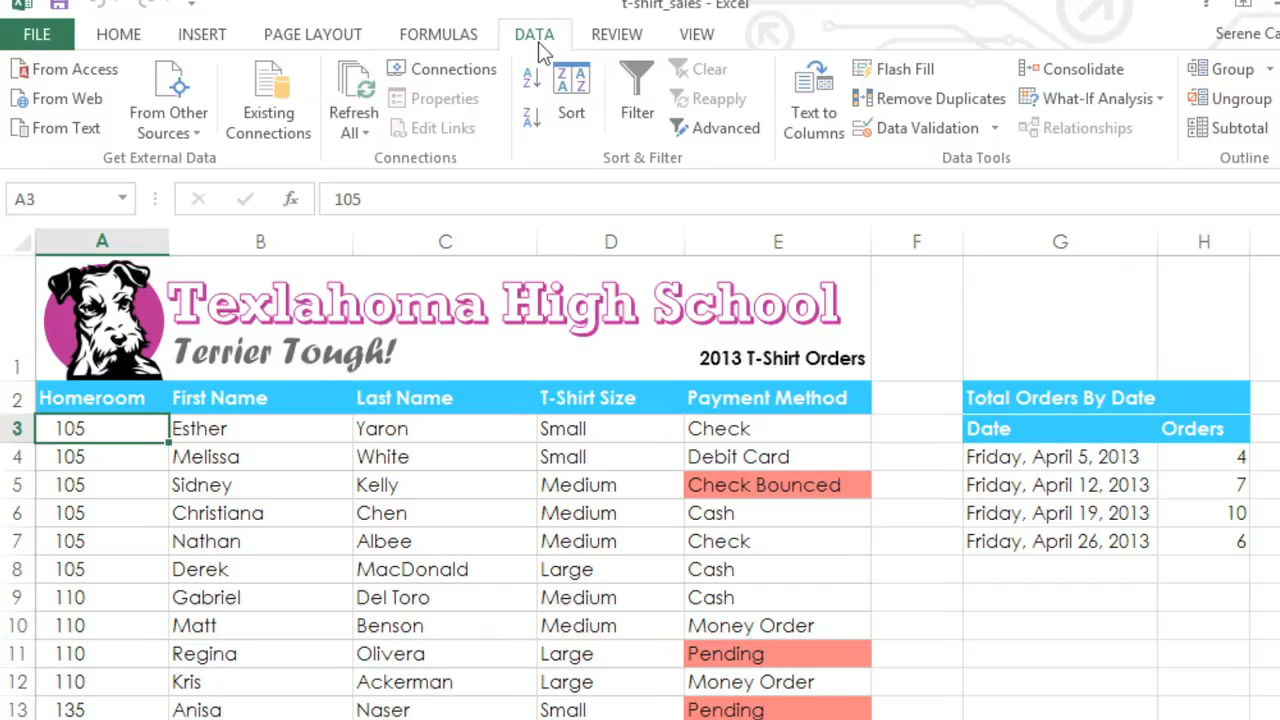 t-shirt_sales - Excel
FILE HOME INSERT PAGE LAYOUT FORMULAS DATA REVIEW VIEW Serene Ca
From Access
From Web
From Text
From Other
Sources
Existing
Connections
Get External Data
Refresh
All
Connections
Properties
Edit Links
Connections
A Z
Z A
Z A A Z
Sort
Filter
Clear
Reapply
Advanced
Sort & Filter
Text to
Columns
Flash Fill
Remove Duplicates
Data Validation
Consolidate
What-If Analysis
Relationships
Data Tools
Group
Ungroup
Subtotal
Outline
A3 fx 105
A B C D E F G H
Texlahoma High School
Terrier Tough!
1 2013 T-Shirt Orders
2 Homeroom First Name Last Name T-Shirt Size Payment Method Total Orders By Date
3 105 Esther Yaron Small Check Date Orders
4 105 Melissa White Small Debit Card Friday, April 5, 2013 4
5 105 Sidney Kelly Medium Check Bounced Friday, April 12, 2013 7
6 105 Christiana Chen Medium Cash Friday, April 19, 2013 10
7 105 Nathan Albee Medium Check Friday, April 26, 2013 6
8 105 Derek MacDonald Large Cash
9 110 Gabriel Del Toro Medium Cash
10 110 Matt Benson Medium Money Order
11 110 Regina Olivera Large Pending
12 110 Kris Ackerman Large Money Order
13 135 Anisa Naser Small Pending